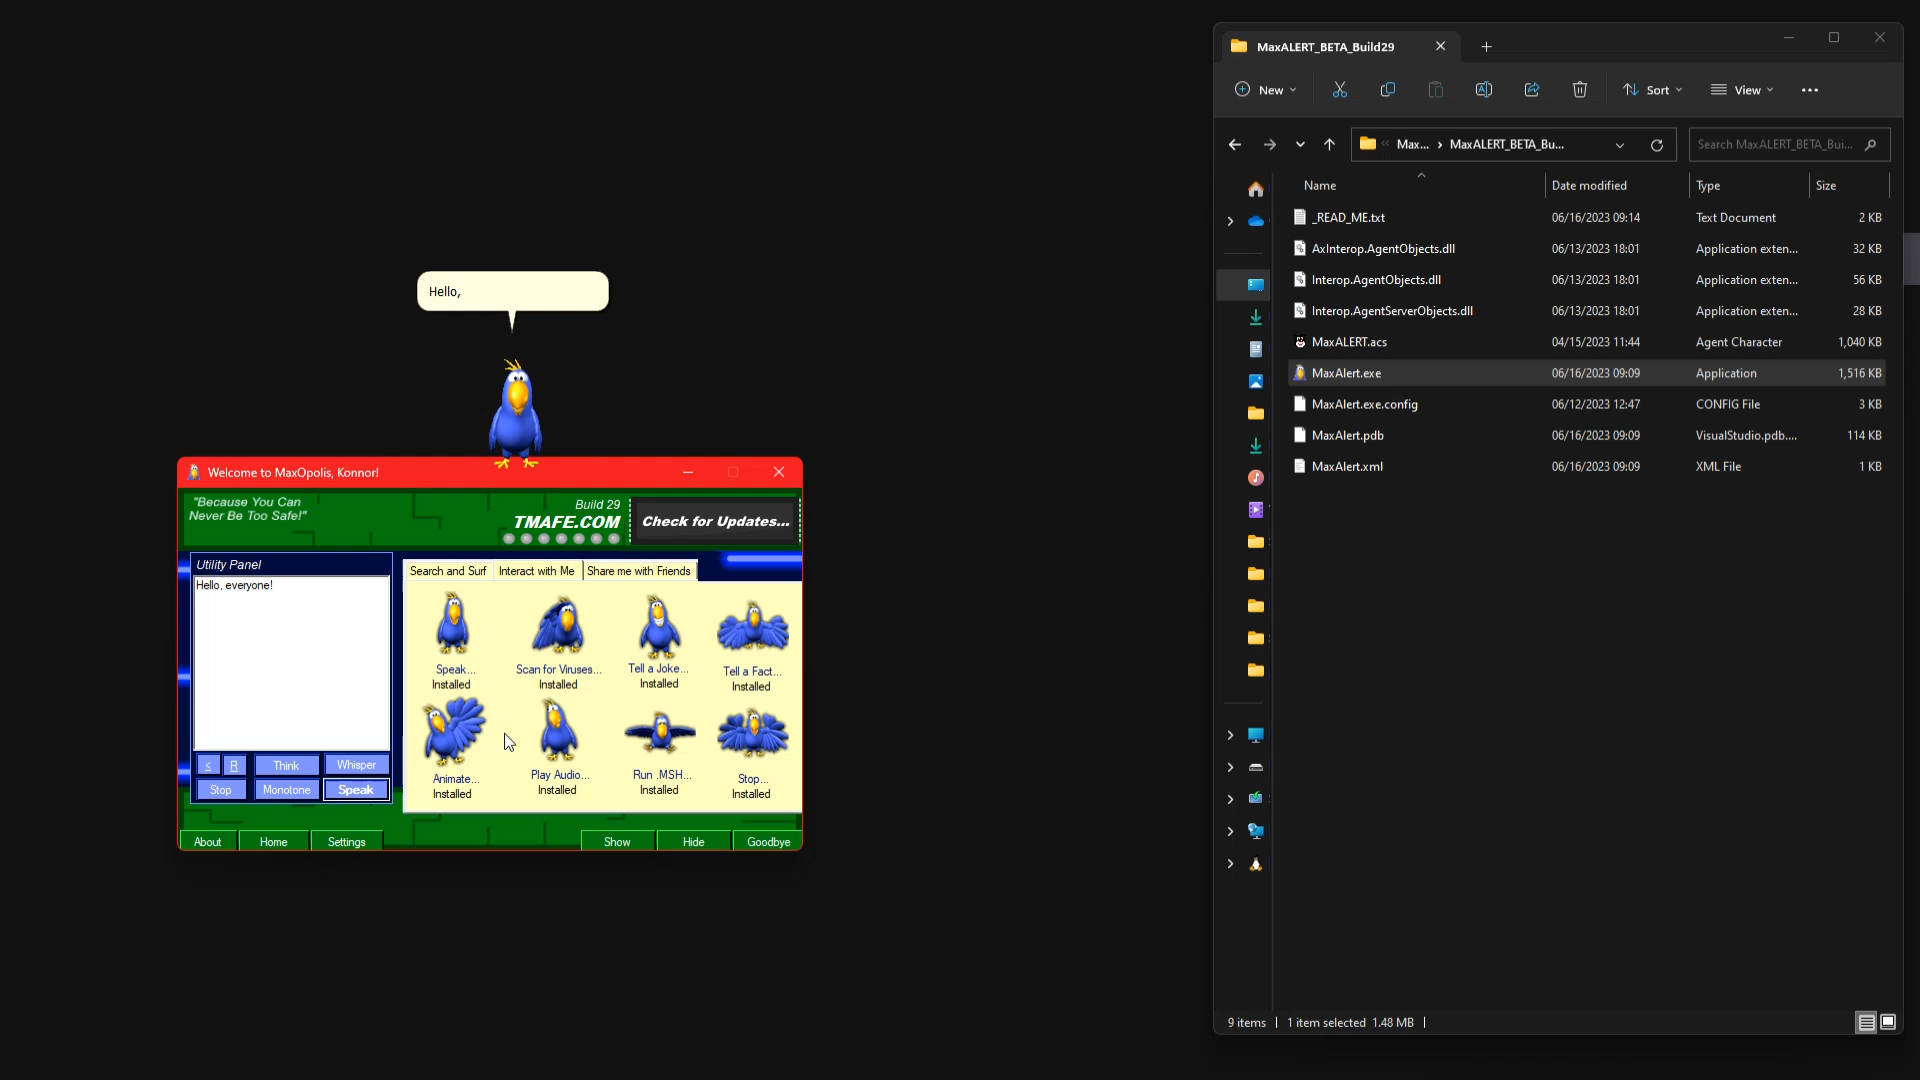 Hello,
Welcome to MaxOpolis, Konnor!
"Because You Can
Never Be Too Safe!"
Build 29
TMAFE.COM
Check for Updates...
Utility Panel
Hello, everyone!
< R Think Whisper
Stop Monotone Speak
Search and Surf Interact with Me Share me with Friends
Speak... Scan for Viruses... Tell a Joke... Tell a Fact...
Installed Installed Installed Installed
Animate... Play Audio... Run .MSH... Stop...
Installed Installed Installed Installed
About Home Settings Show Hide Goodbye
MaxALERT_BETA_Build29
New Sort View
Max... › MaxALERT_BETA_Bu...
Search MaxALERT_BETA_Bui...
Name Date modified Type Size
_READ_ME.txt 06/16/2023 09:14 Text Document 2 KB
AxInterop.AgentObjects.dll 06/13/2023 18:01 Application exten... 32 KB
Interop.AgentObjects.dll 06/13/2023 18:01 Application exten... 56 KB
Interop.AgentServerObjects.dll 06/13/2023 18:01 Application exten... 28 KB
MaxALERT.acs 04/15/2023 11:44 Agent Character 1,040 KB
MaxAlert.exe 06/16/2023 09:09 Application 1,516 KB
MaxAlert.exe.config 06/12/2023 12:47 CONFIG File 3 KB
MaxAlert.pdb 06/16/2023 09:09 VisualStudio.pdb.... 114 KB
MaxAlert.xml 06/16/2023 09:09 XML File 1 KB
9 items 1 item selected 1.48 MB